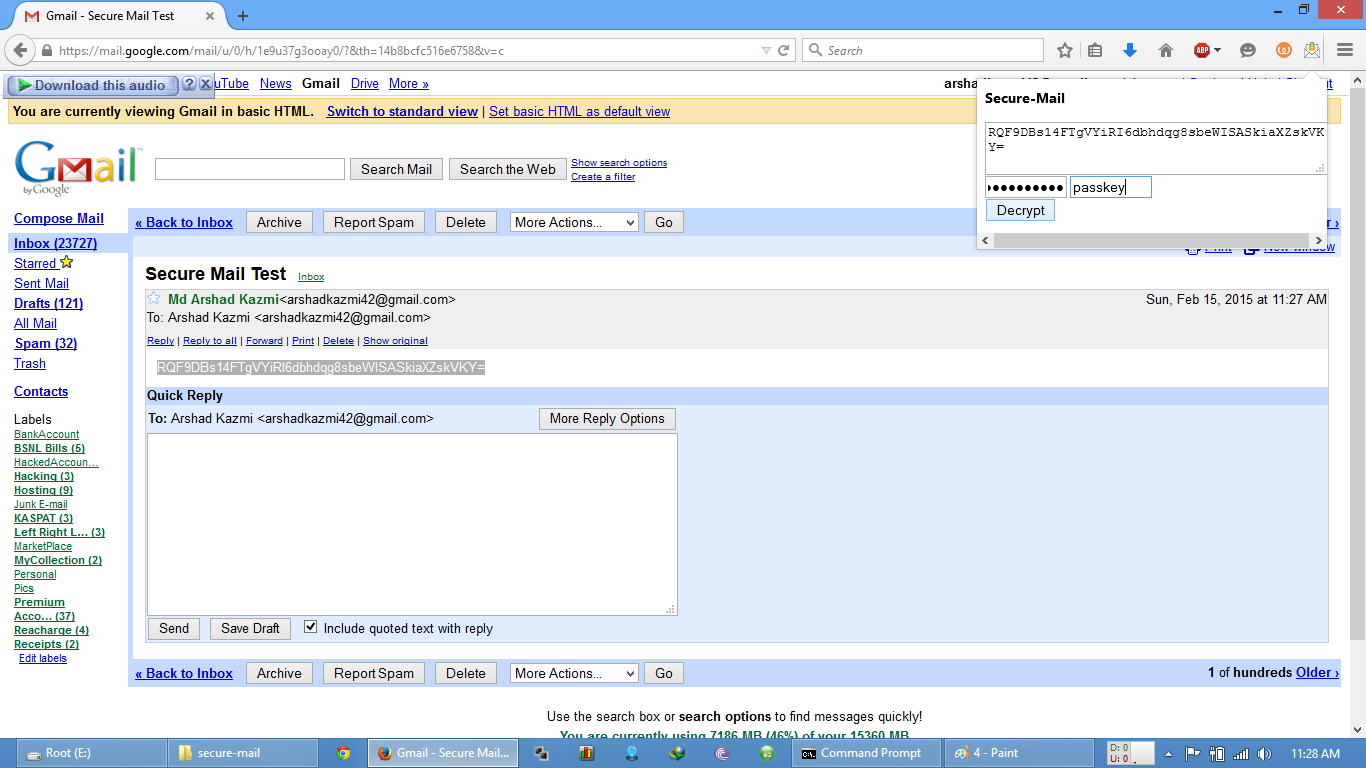 Gmail - Secure Mail Test
https://mail.google.com/mail/u/0/h/1e9u37g3ooay0/?&th=14b8bcfc516e6758&v=c
Search
ABP
Download this audio
uTube News Gmail Drive More »
arsha
You are currently viewing Gmail in basic HTML. Switch to standard view | Set basic HTML as default view
Secure-Mail
RQF9DBs14FTgVYiRI6dbhdqg8sbeWISASkiaXZskVK
Y=
●●●●●●●●●● passkey
Decrypt
Gmail
by Google
TM
Search Mail
Search the Web
Show search options
Create a filter
Compose Mail
Inbox (23727)
Starred
Sent Mail
Drafts (121)
All Mail
Spam (32)
Trash
Contacts
Labels
BankAccount
BSNL Bills (5)
HackedAccoun...
Hacking (3)
Hosting (9)
Junk E-mail
KASPAT (3)
Left Right L... (3)
MarketPlace
MyCollection (2)
Personal
Pics
Premium
Acco... (37)
Reacharge (4)
Receipts (2)
Edit labels
« Back to Inbox Archive Report Spam Delete More Actions... Go
r ›
Print New window
Secure Mail Test Inbox
Md Arshad Kazmi<arshadkazmi42@gmail.com> Sun, Feb 15, 2015 at 11:27 AM
To: Arshad Kazmi <arshadkazmi42@gmail.com>
Reply | Reply to all | Forward | Print | Delete | Show original
RQF9DBs14FTgVYiRI6dbhdqg8sbeWISASkiaXZskVKY=
Quick Reply
To: Arshad Kazmi <arshadkazmi42@gmail.com> More Reply Options
Send Save Draft Include quoted text with reply
« Back to Inbox Archive Report Spam Delete More Actions... Go 1 of hundreds Older ›
Use the search box or search options to find messages quickly!
You are currently using 7186 MB (46%) of your 15360 MB.
Root (E:) secure-mail Gmail - Secure Mail... Command Prompt 4 - Paint
D: 0
U: 0
11:28 AM